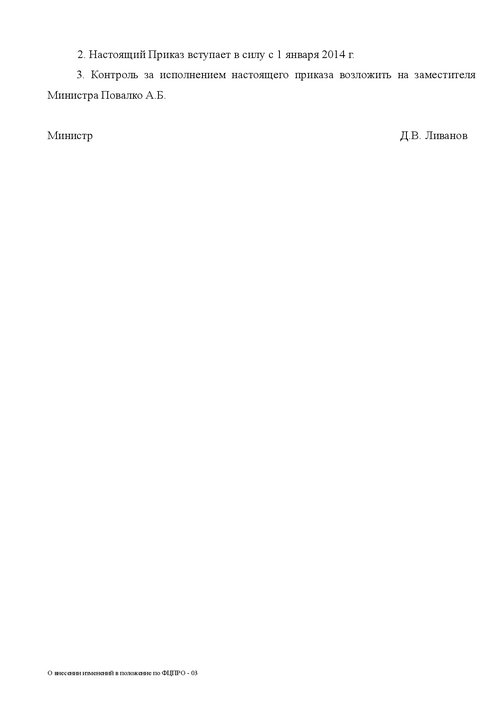 2. Настоящий Приказ вступает в силу с 1 января 2014 г.
3. Контроль за исполнением настоящего приказа возложить на заместителя
Министра Повалко А.Б.
Министр Д.В. Ливанов
О внесении изменений в положение по ФЦПРО - 03